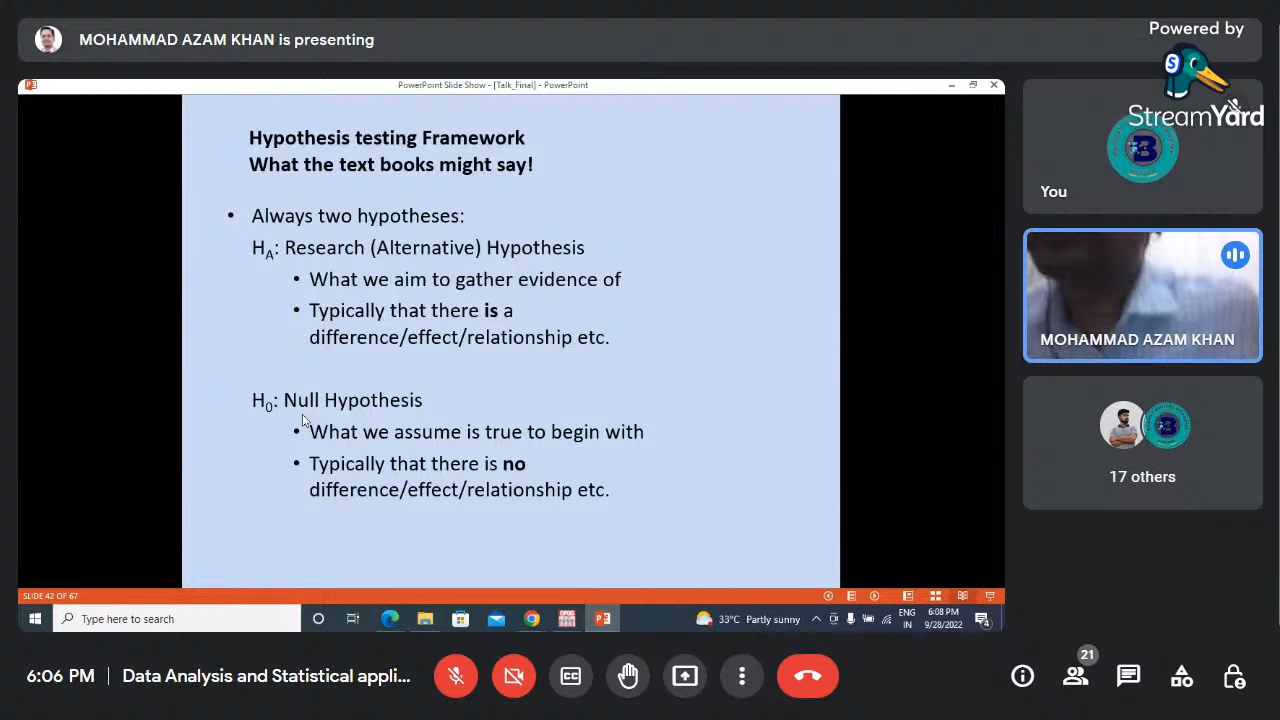 MOHAMMAD AZAM KHAN is presenting
Powered by
S
StreamYard
PowerPoint Slide Show - [Talk_Final] - PowerPoint
Hypothesis testing Framework
What the text books might say!
• Always two hypotheses:
HA: Research (Alternative) Hypothesis
• What we aim to gather evidence of
• Typically that there is a
difference/effect/relationship etc.
H0: Null Hypothesis
• What we assume is true to begin with
• Typically that there is no
difference/effect/relationship etc.
You
MOHAMMAD AZAM KHAN
17 others
SLIDE 42 OF 67
Type here to search
33°C Partly sunny
ENG
IN
6:08 PM
9/28/2022
4
6:06 PM
Data Analysis and Statistical appli...
21